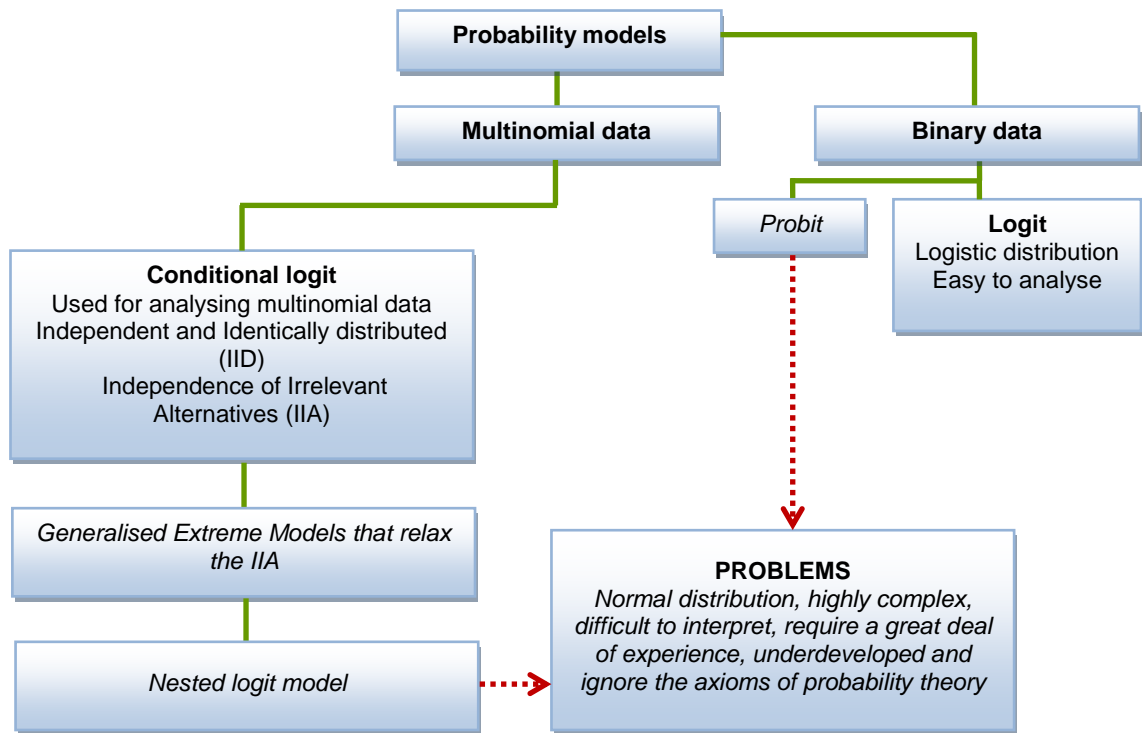 Probability models
Multinomial data
Binary data
Probit
Logit
Logistic distribution
Easy to analyse
Conditional logit
Used for analysing multinomial data
Independent and Identically distributed
(IID)
Independence of Irrelevant
Alternatives (IIA)
Generalised Extreme Models that relax
the IIA
Nested logit model
PROBLEMS
Normal distribution, highly complex,
difficult to interpret, require a great deal
of experience, underdeveloped and
ignore the axioms of probability theory